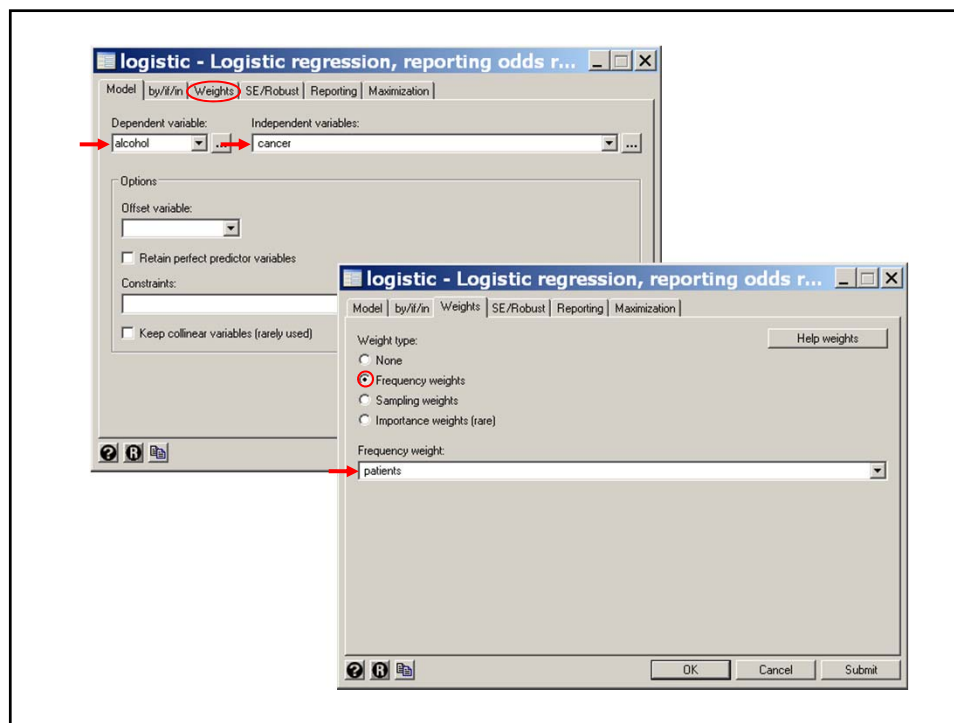 logistic - Logistic regression, reporting odds r...
Model by/if/in Weights SE/Robust Reporting Maximization
Dependent variable: Independent variables:
alcohol ... cancer ...
Options
Offset variable:
Retain perfect predictor variables
Constraints:
Keep collinear variables (rarely used)
logistic - Logistic regression, reporting odds r...
Model by/if/in Weights SE/Robust Reporting Maximization
Weight type: Help weights
None
Frequency weights
Sampling weights
Importance weights (rare)
Frequency weight:
patients
OK Cancel Submit